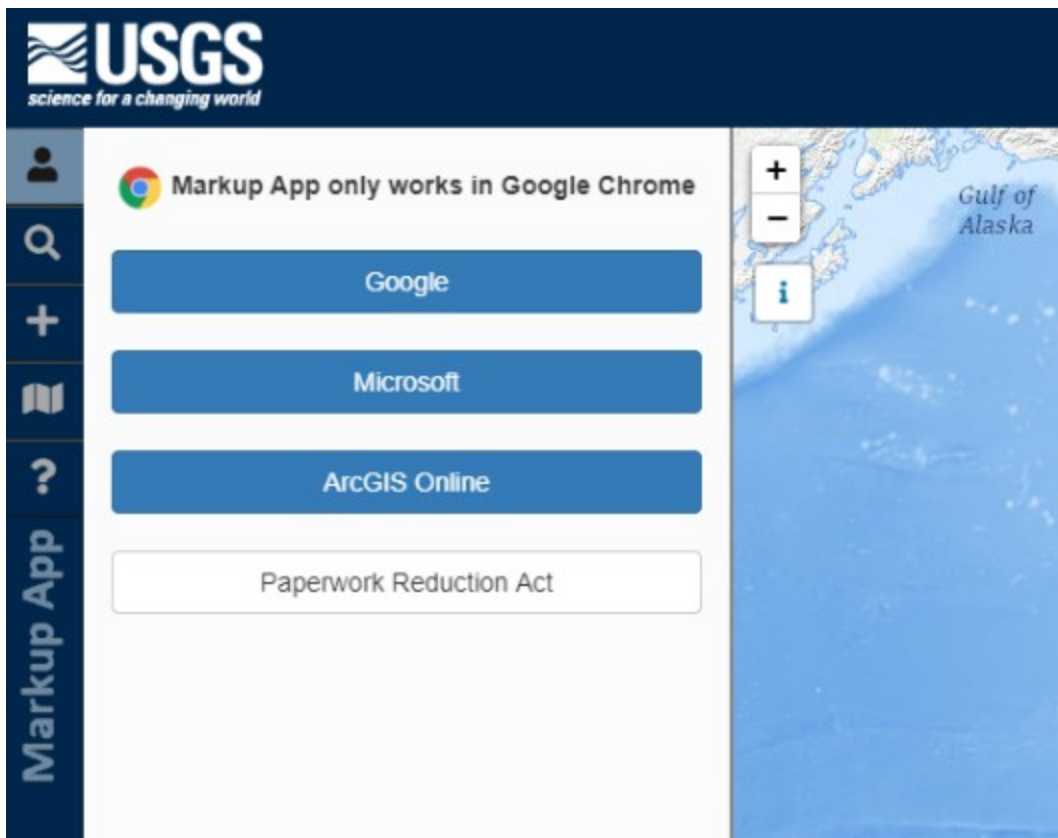 USGS
science for a changing world
Markup App only works in Google Chrome
Google
Microsoft
ArcGIS Online
Paperwork Reduction Act
Markup App
+
−
i
?
Gulf of
Alaska